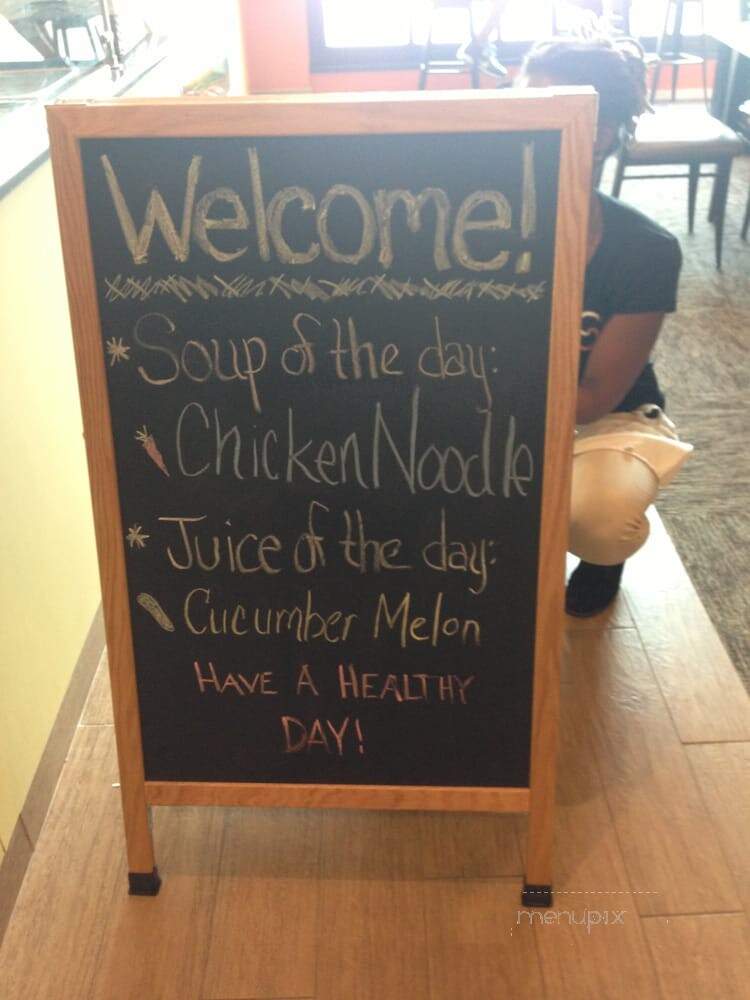 Welcome!
* Soup of the day:
Chicken Noodle
* Juice of the day:
Cucumber Melon
HAVE A HEALTHY
DAY!
menupix